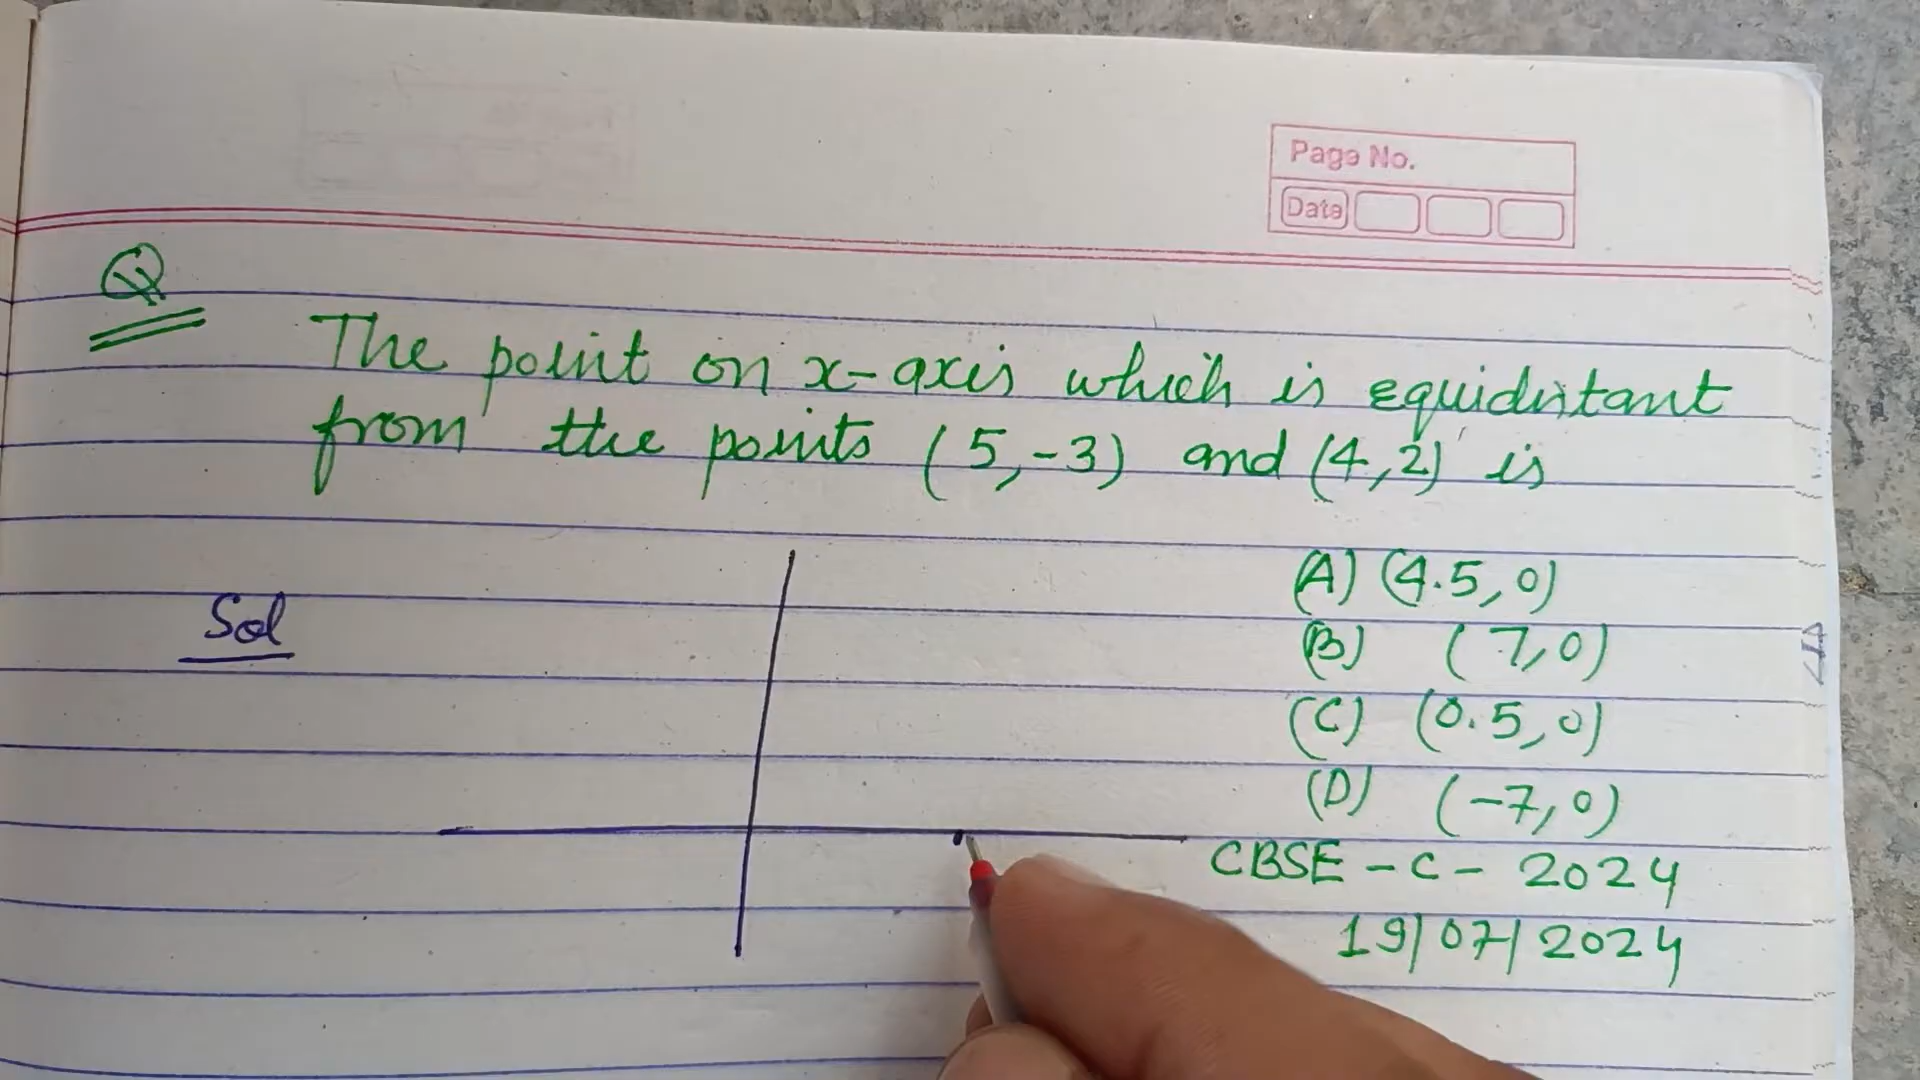 Page No.
Date
Q
The point on x-axis which is equidistant
from the points (5,-3) and (4,2) is
Sol
(A) (4.5,0)
(B) (7,0)
(C) (0.5,0)
(D) (-7,0)
CBSE - C - 2024
19/07/2024